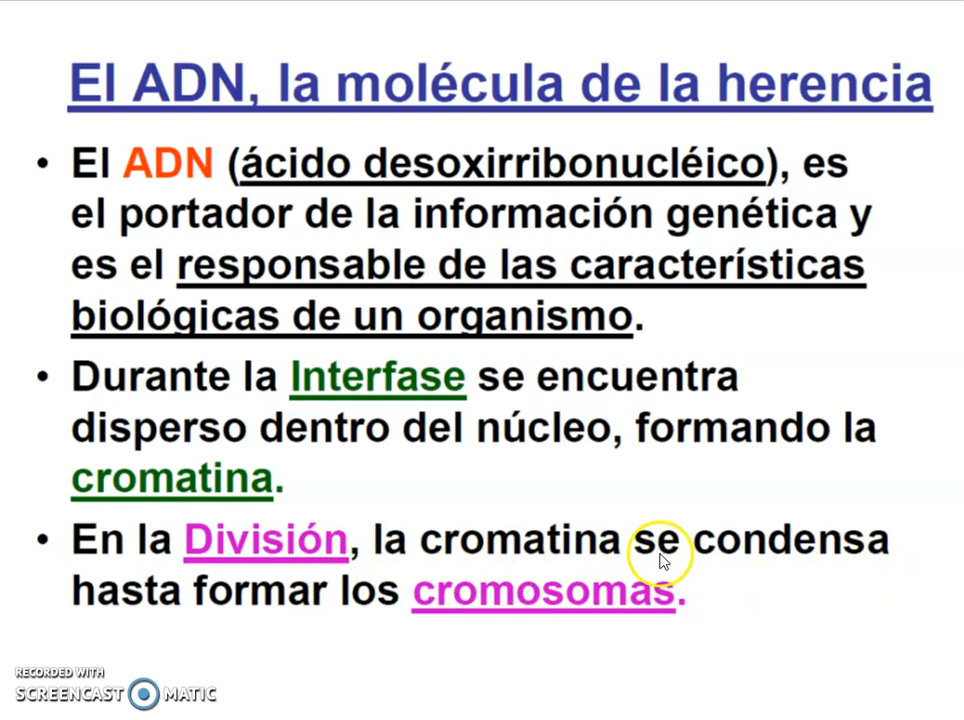 El ADN, la molécula de la herencia
• El ADN (ácido desoxirribonucléico), es
el portador de la información genética y
es el responsable de las características
biológicas de un organismo.
• Durante la Interfase se encuentra
disperso dentro del núcleo, formando la
cromatina.
• En la División, la cromatina se condensa
hasta formar los cromosomas.
RECORDED WITH
SCREENCAST MATIC